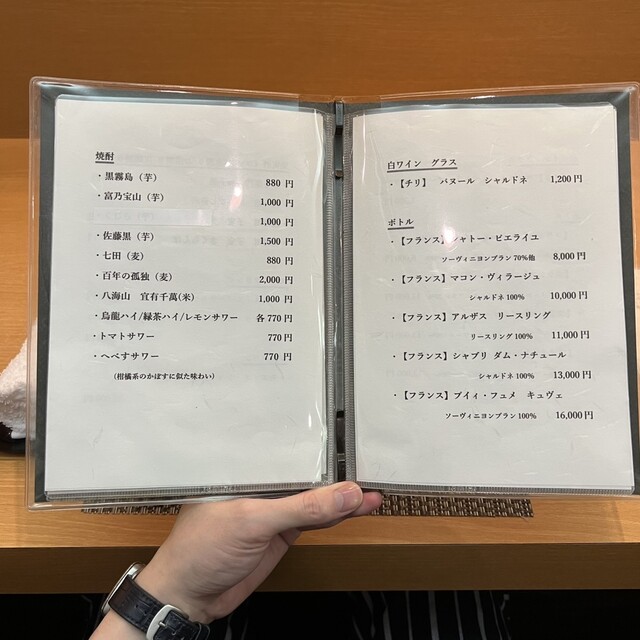 焼酎
・黒霧島（芋） 880 円
・富乃宝山（芋） 1,000 円
1,000 円
・佐藤黒（芋） 1,500 円
・七田（麦） 880 円
・百年の孤独（麦） 2,000 円
・八海山 宜有千萬（米） 1,000 円
・烏龍ハイ/緑茶ハイ/レモンサワー 各 770 円
・トマトサワー 770 円
・へべすサワー 770 円
（柑橘系のかぼすに似た味わい）
白ワイン グラス
・【チリ】 パヌール シャルドネ 1,200 円
ボトル
・【フランス】シャトー・ピエライユ
ソーヴィニヨンブラン 70％他 8,000 円
・【フランス】マコン・ヴィラージュ
シャルドネ 100％ 10,000 円
・【フランス】アルザス リースリング
リースリング 100％ 11,000 円
・【フランス】シャブリ ダム・ナチュール
シャルドネ 100％ 13,000 円
・【フランス】プイィ・フュメ キュヴェ
ソーヴィニヨンブラン 100％ 16,000 円